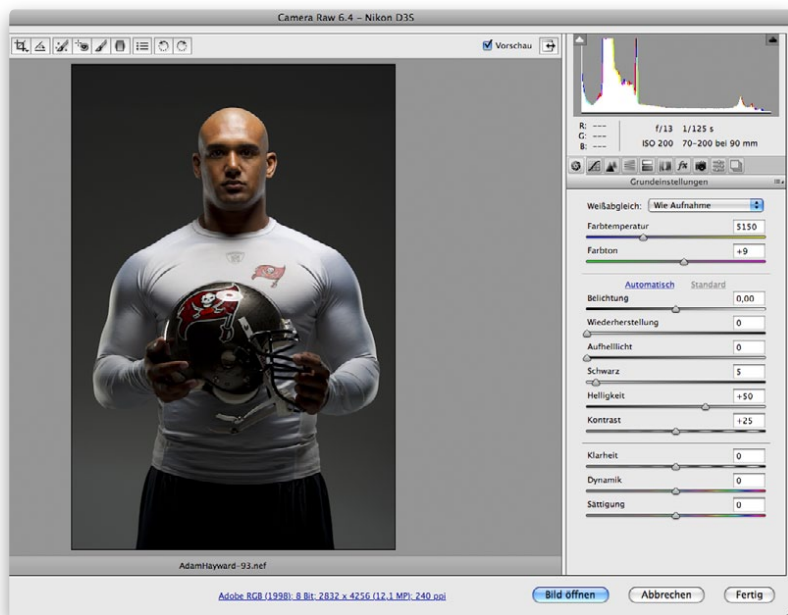 Camera Raw 6.4 – Nikon D3S
Vorschau
R: ---
G: ---
B: ---
f/13 1/125 s
ISO 200 70-200 bei 90 mm
Grundeinstellungen
Weißabgleich: Wie Aufnahme
Farbtemperatur 5150
Farbton +9
Automatisch Standard
Belichtung 0,00
Wiederherstellung 0
Aufhelllicht 0
Schwarz 5
Helligkeit +50
Kontrast +25
Klarheit 0
Dynamik 0
Sättigung 0
AdamHayward-93.nef
Adobe RGB (1998); 8 Bit; 2832 x 4256 (12,1 MP); 240 ppi
Bild öffnen Abbrechen Fertig